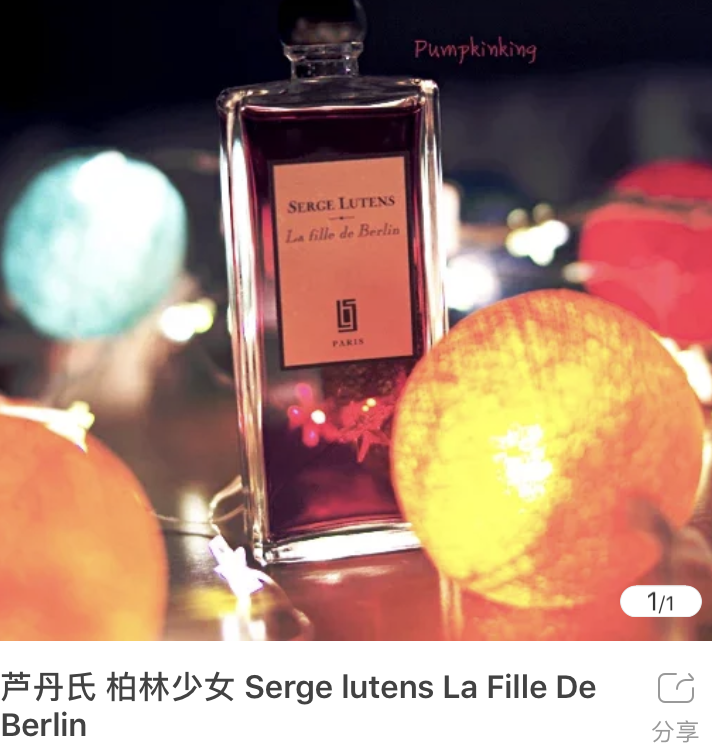 Pumpkinking
SERGE LUTENS
La fille de Berlin
PARIS
1/1
芦丹氏 柏林少女 Serge lutens La Fille De
Berlin
分享